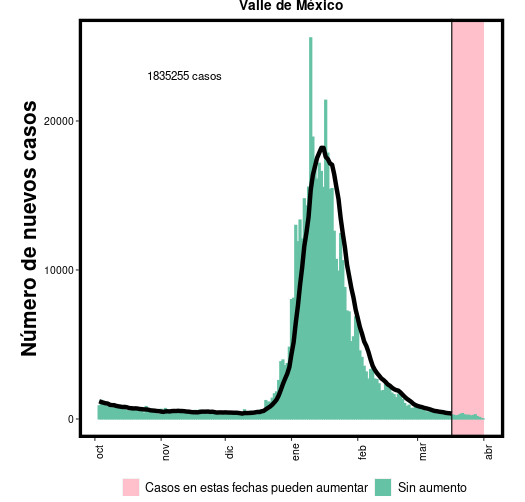 Valle de México
1835255 casos
Número de nuevos casos
20000
10000
0
oct
nov
dic
ene
feb
mar
abr
Casos en estas fechas pueden aumentar
Sin aumento